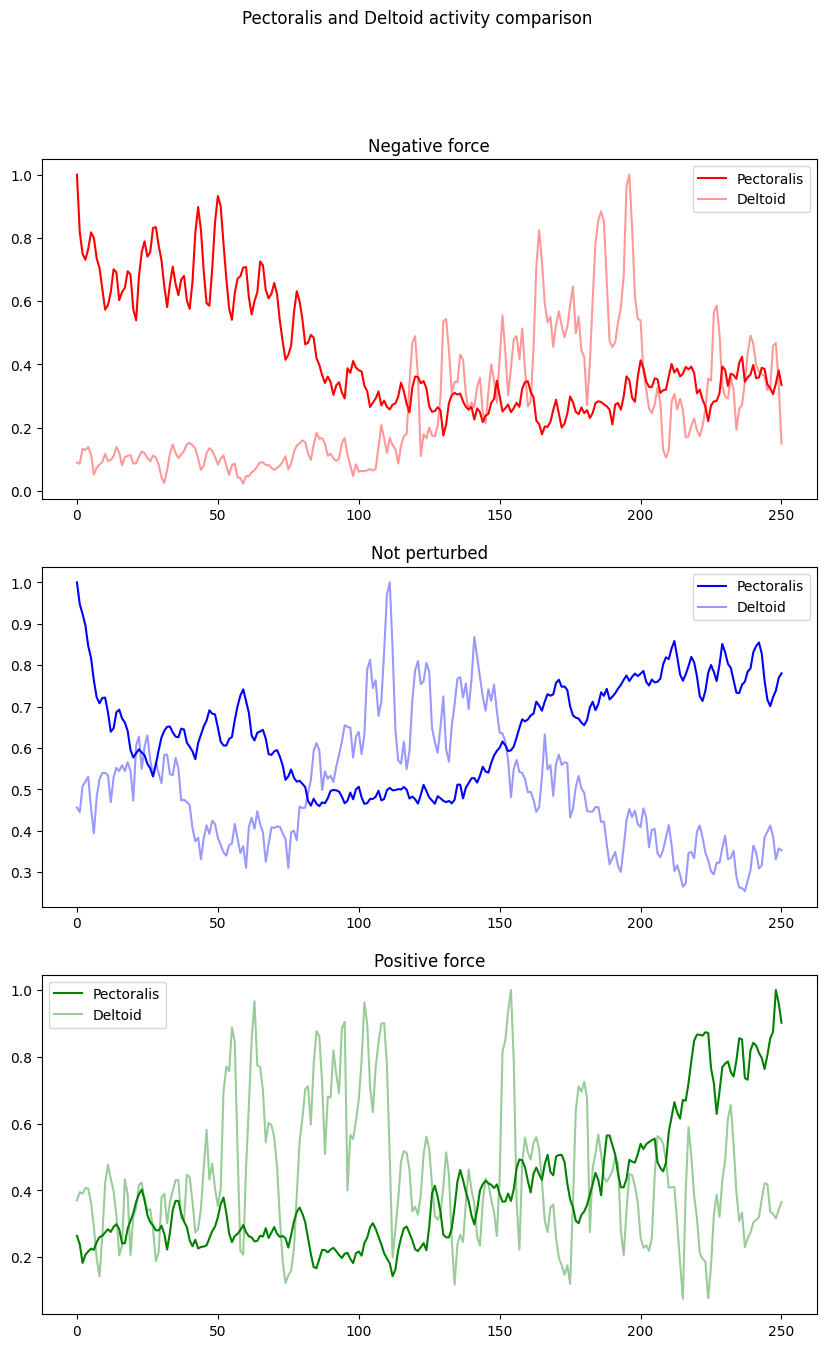 Pectoralis and Deltoid activity comparison
Negative force
1.0
0.8
0.6
0.4
0.2
0.0
Pectoralis
Deltoid
0 50 100 150 200 250
Not perturbed
1.0
0.9
0.8
0.7
0.6
0.5
0.4
0.3
Pectoralis
Deltoid
0 50 100 150 200 250
Positive force
1.0
0.8
0.6
0.4
0.2
Pectoralis
Deltoid
0 50 100 150 200 250